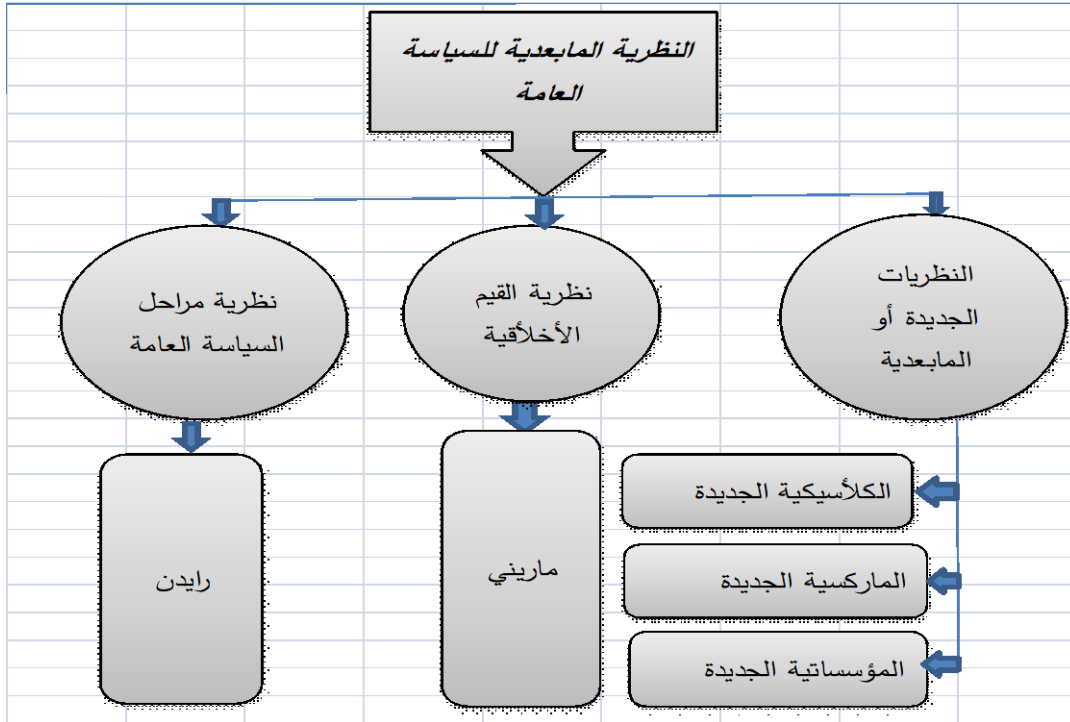 النظرية المابعدية للسياسة
العامة
النظريات
الجديدة أو
المابعدية
نظرية القيم
الأخلأقية
نظرية مراحل
السياسة العامة
الكلأسيكية الجديدة
الماركسية الجديدة
المؤسساتية الجديدة
ماريني
رايدن